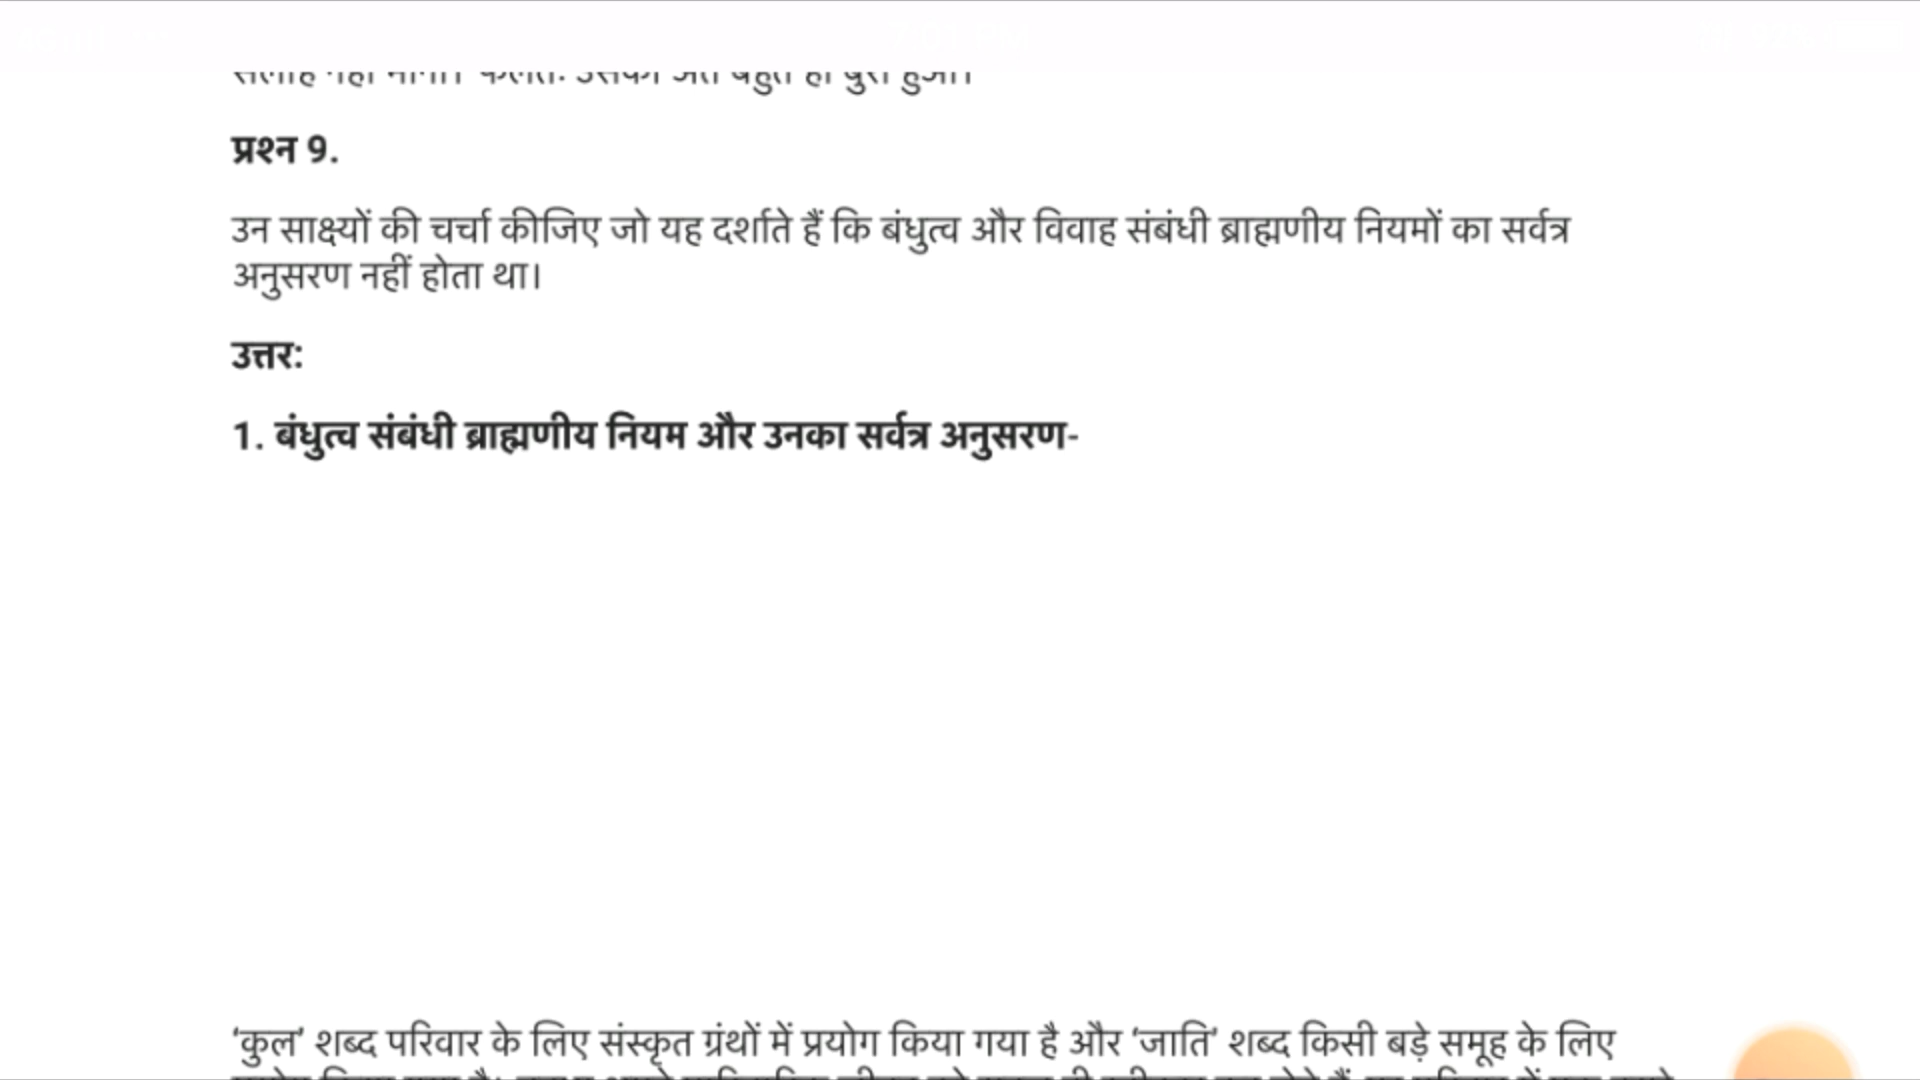 प्रश्न 9.
उन साक्ष्यों की चर्चा कीजिए जो यह दर्शाते हैं कि बंधुत्व और विवाह संबंधी ब्राह्मणीय नियमों का सर्वत्र
अनुसरण नहीं होता था।
उत्तर:
1. बंधुत्व संबंधी ब्राह्मणीय नियम और उनका सर्वत्र अनुसरण-
‘कुल’ शब्द परिवार के लिए संस्कृत ग्रंथों में प्रयोग किया गया है और ‘जाति’ शब्द किसी बड़े समूह के लिए